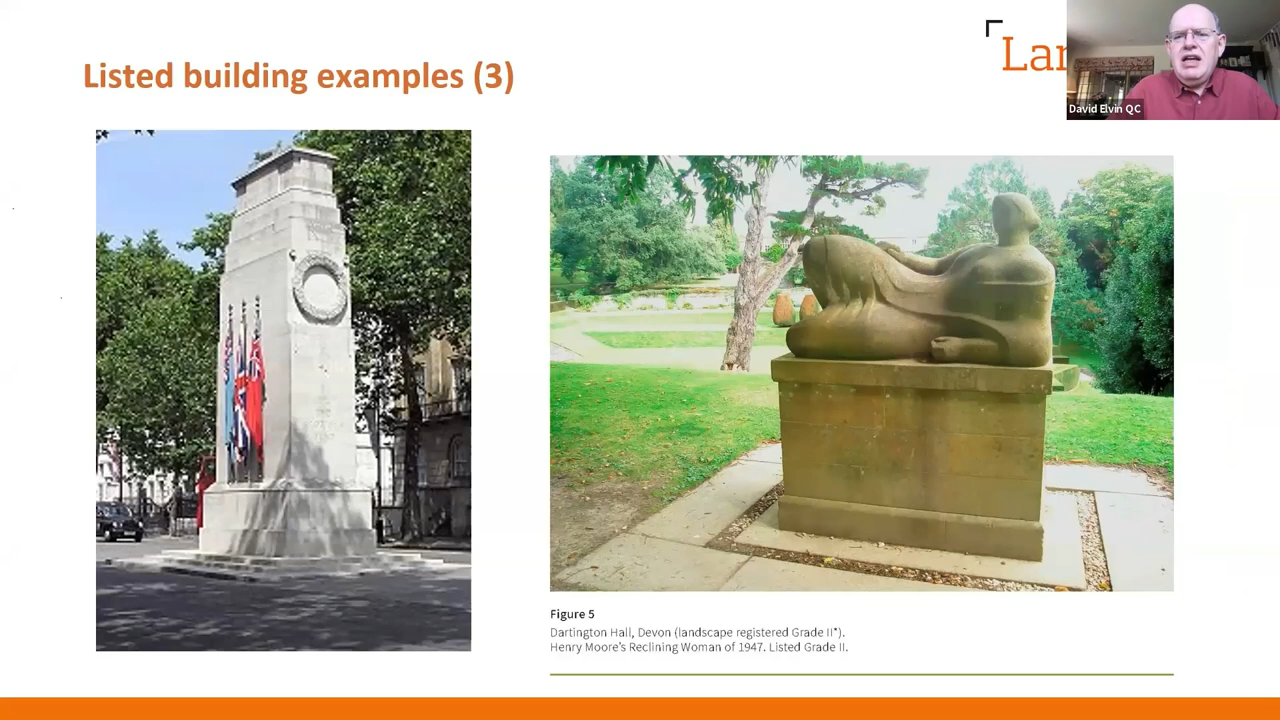 Listed building examples (3)
Lan
David Elvin QC
Figure 5
Dartington Hall, Devon (landscape registered Grade II*).
Henry Moore's Reclining Woman of 1947. Listed Grade II.